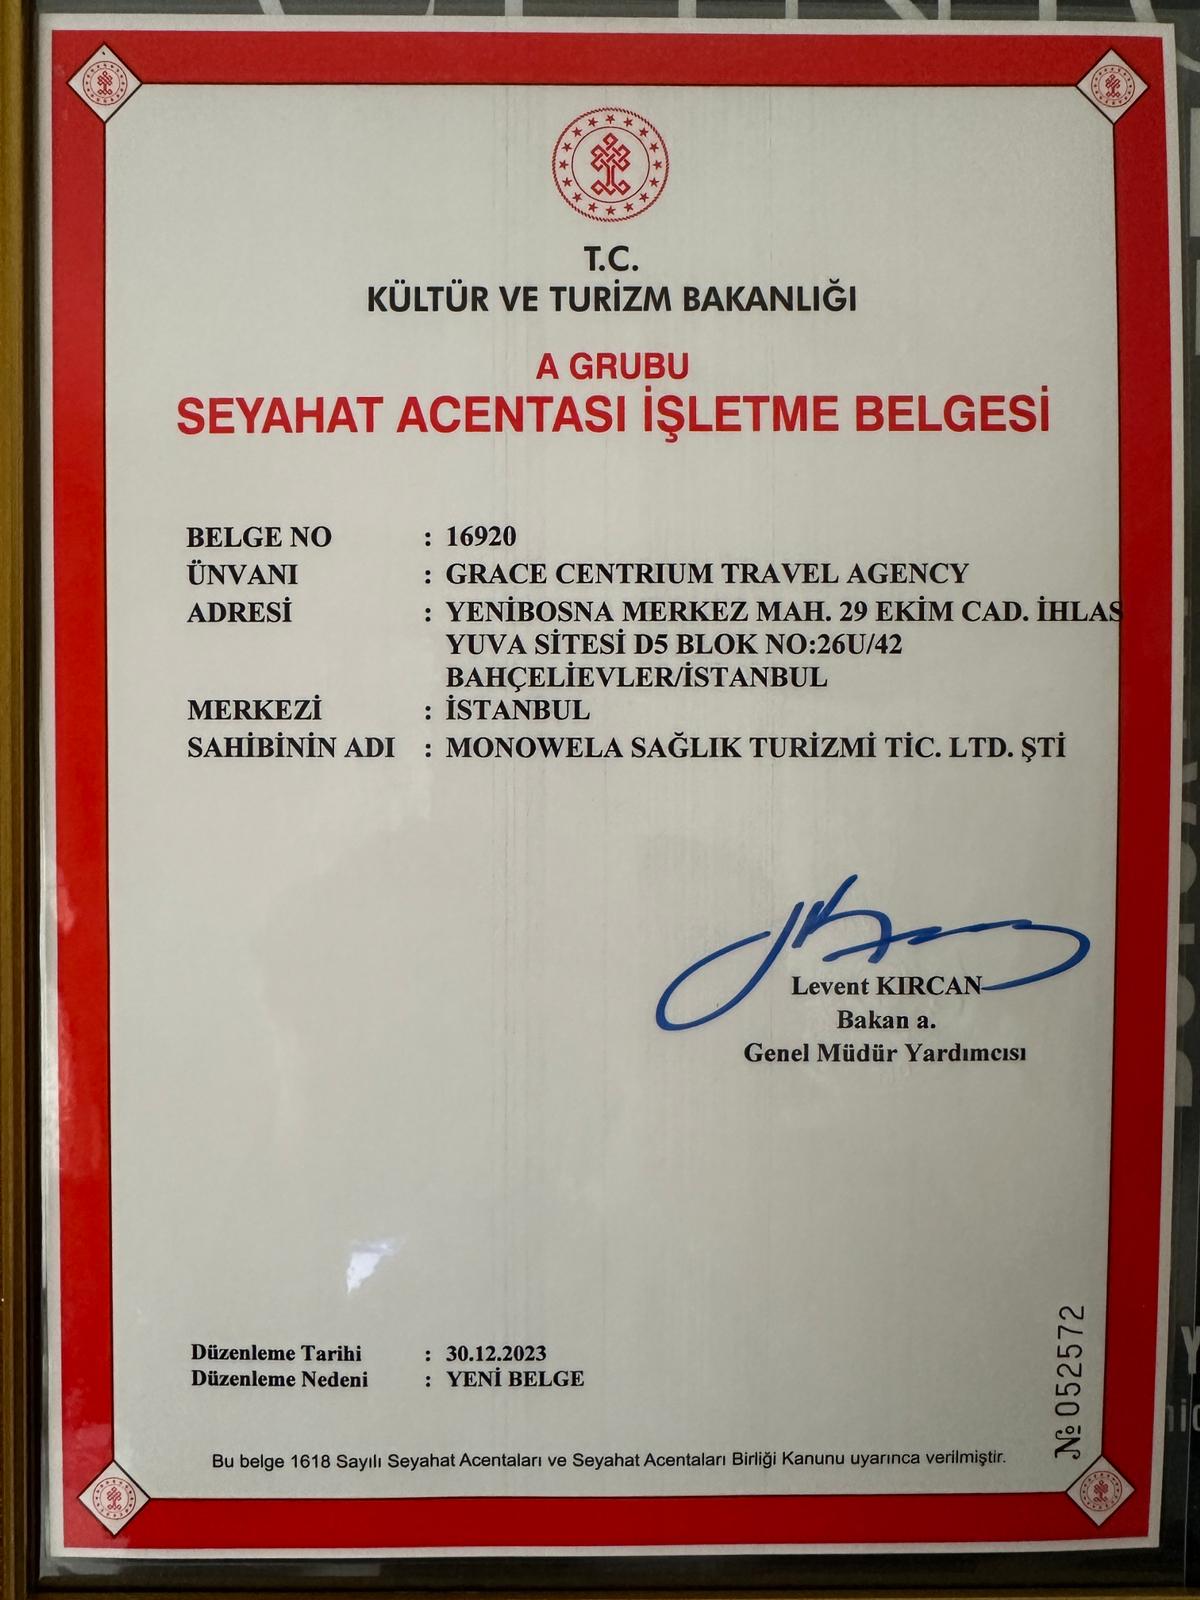 T.C.
KÜLTÜR VE TURİZM BAKANLIĞI
A GRUBU
SEYAHAT ACENTASI İŞLETME BELGESİ
BELGE NO : 16920
ÜNVANI : GRACE CENTRIUM TRAVEL AGENCY
ADRESİ : YENİBOSNA MERKEZ MAH. 29 EKİM CAD. İHLAS
YUVA SİTESİ D5 BLOK NO:26U/42
BAHÇELİEVLER/İSTANBUL
MERKEZİ : İSTANBUL
SAHİBİNİN ADI : MONOWELA SAĞLIK TURİZMİ TİC. LTD. ŞTİ
Levent KIRCAN
Bakan a.
Genel Müdür Yardımcısı
Düzenleme Tarihi : 30.12.2023
Düzenleme Nedeni : YENİ BELGE
№ 052572
Bu belge 1618 Sayılı Seyahat Acentaları ve Seyahat Acentaları Birliği Kanunu uyarınca verilmiştir.